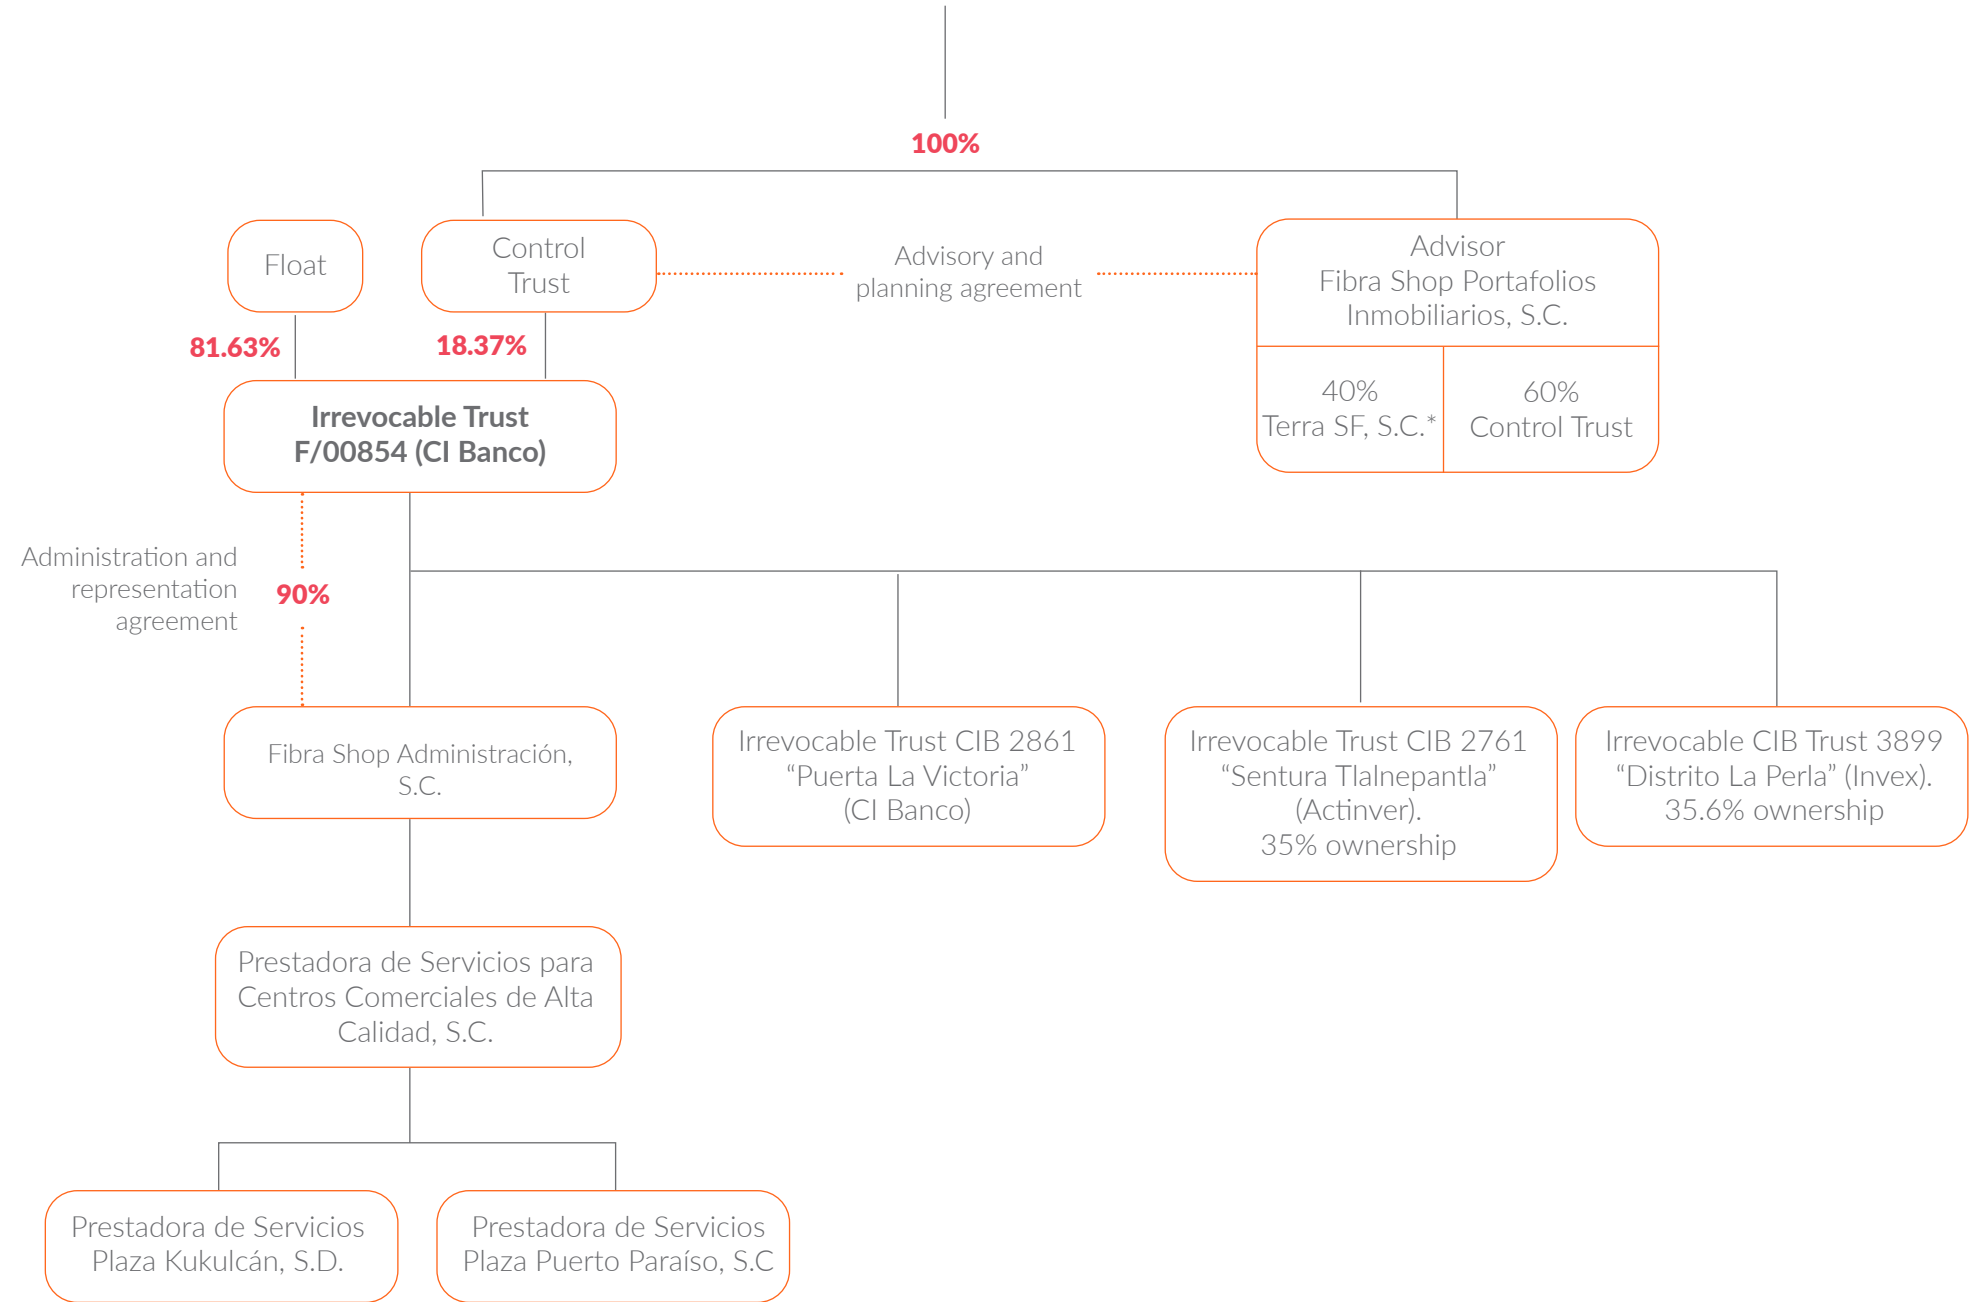 100%
Float
Control
Trust
Advisory and
planning agreement
Advisor
Fibra Shop Portafolios
Inmobiliarios, S.C.
40%
Terra SF, S.C.*
60%
Control Trust
81.63%
18.37%
Irrevocable Trust
F/00854 (CI Banco)
Administration and
representation
agreement
90%
Fibra Shop Administración,
S.C.
Irrevocable Trust CIB 2861
“Puerta La Victoria”
(CI Banco)
Irrevocable Trust CIB 2761
“Sentura Tlalnepantla”
(Actinver).
35% ownership
Irrevocable CIB Trust 3899
“Distrito La Perla” (Invex).
35.6% ownership
Prestadora de Servicios para
Centros Comerciales de Alta
Calidad, S.C.
Prestadora de Servicios
Plaza Kukulcán, S.D.
Prestadora de Servicios
Plaza Puerto Paraíso, S.C